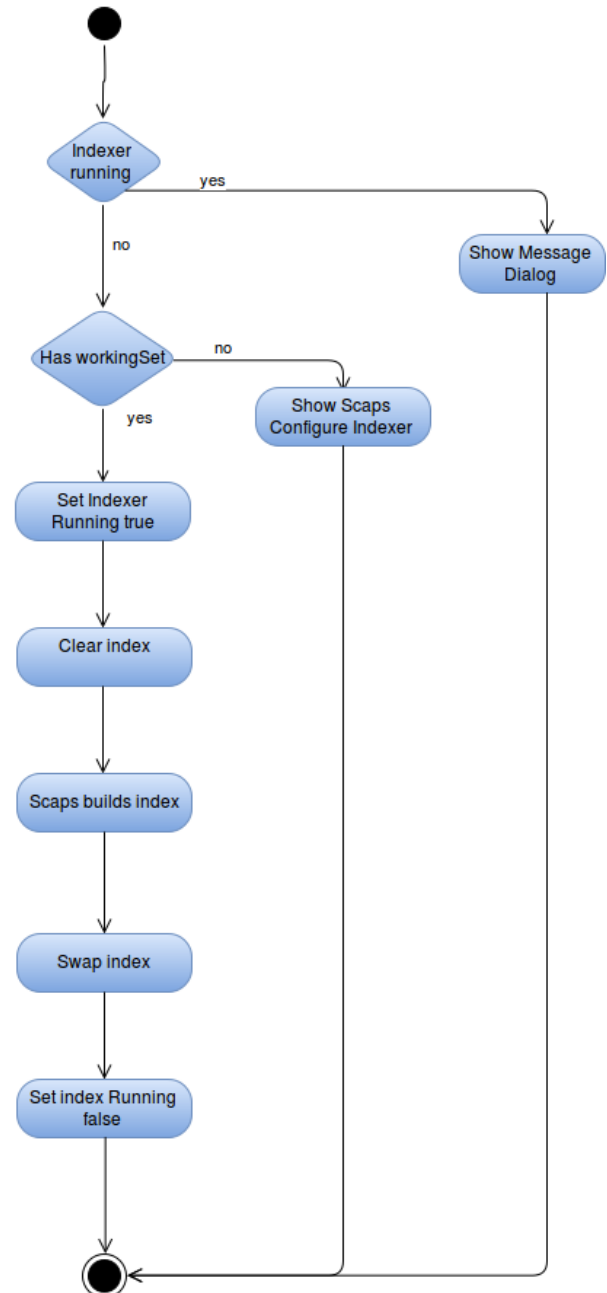 Indexer
running
yes
no
Show Message
Dialog
Has workingSet
no
yes
Show Scaps
Configure Indexer
Set Indexer
Running true
Clear index
Scaps builds index
Swap index
Set index Running
false